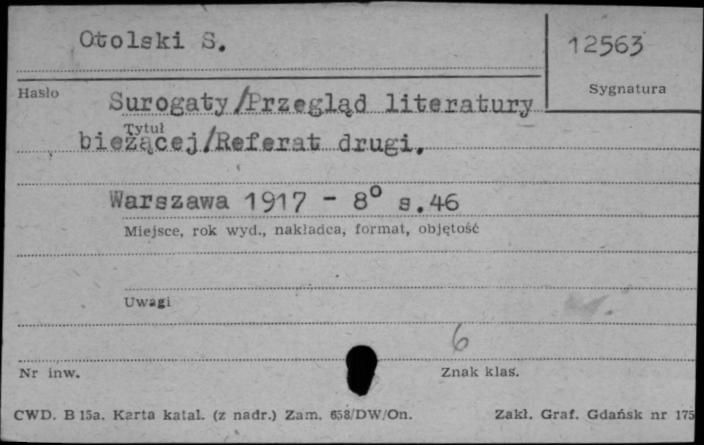 Otolski S.
12563
Hasło
Sygnatura
Surogaty/Przegląd literatury
Tytuł
bieżącej/Referat drugi.
Warszawa 1917 - 8° s.46
Miejsce, rok wyd., nakładca, format, objętość
Uwagi
6
Nr inw.
Znak klas.
CWD. B 15a. Karta katal. (z nadr.) Zam. 658/DW/On.
Zakł. Graf. Gdańsk nr 175